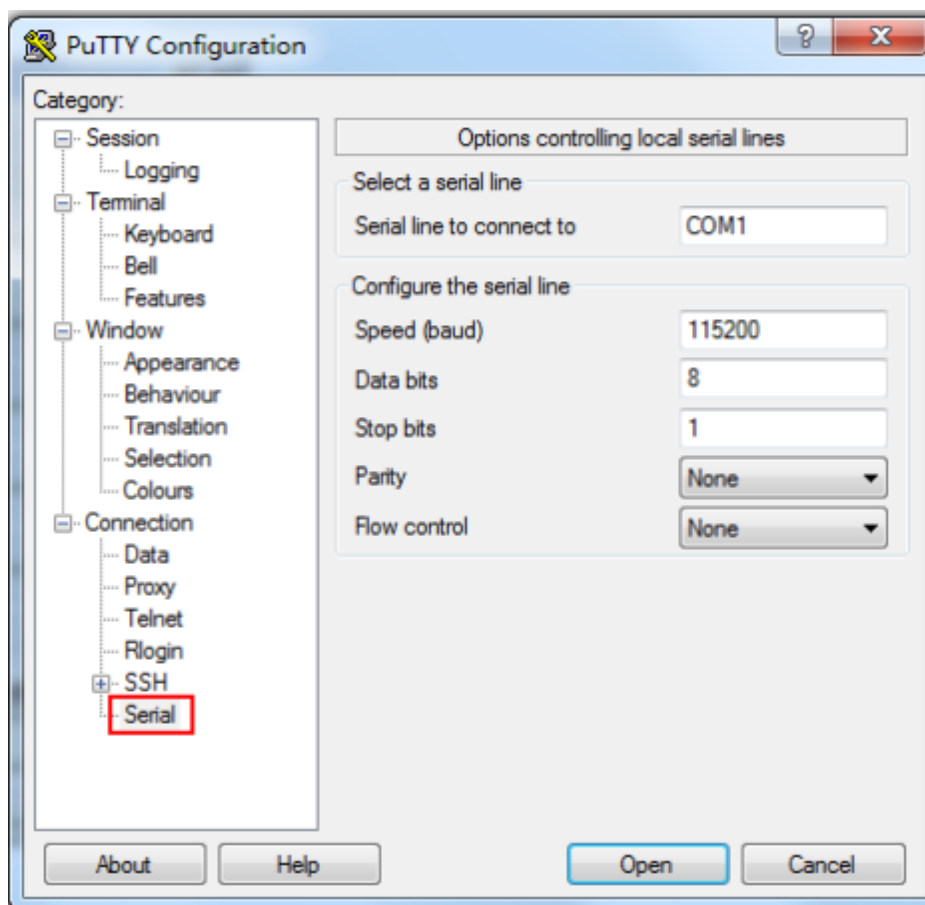 PuTTY Configuration
Category:
Session
Logging
Terminal
Keyboard
Bell
Features
Window
Appearance
Behaviour
Translation
Selection
Colours
Connection
Data
Proxy
Telnet
Rlogin
SSH
Serial
Options controlling local serial lines
Select a serial line
Serial line to connect to COM1
Configure the serial line
Speed (baud) 115200
Data bits 8
Stop bits 1
Parity None
Flow control None
About Help Open Cancel